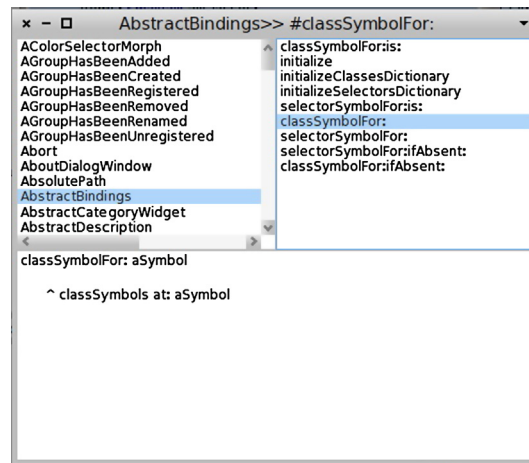 AbstractBindings>> #classSymbolFor:
AColorSelectorMorph
AGroupHasBeenAdded
AGroupHasBeenCreated
AGroupHasBeenRegistered
AGroupHasBeenRemoved
AGroupHasBeenRenamed
AGroupHasBeenUnregistered
Abort
AboutDialogWindow
AbsolutePath
AbstractBindings
AbstractCategoryWidget
AbstractDescription
classSymbolFor:is:
initialize
initializeClassesDictionary
initializeSelectorsDictionary
selectorSymbolFor:is:
classSymbolFor:
selectorSymbolFor:
selectorSymbolFor:ifAbsent:
classSymbolFor:ifAbsent:
classSymbolFor: aSymbol
^ classSymbols at: aSymbol